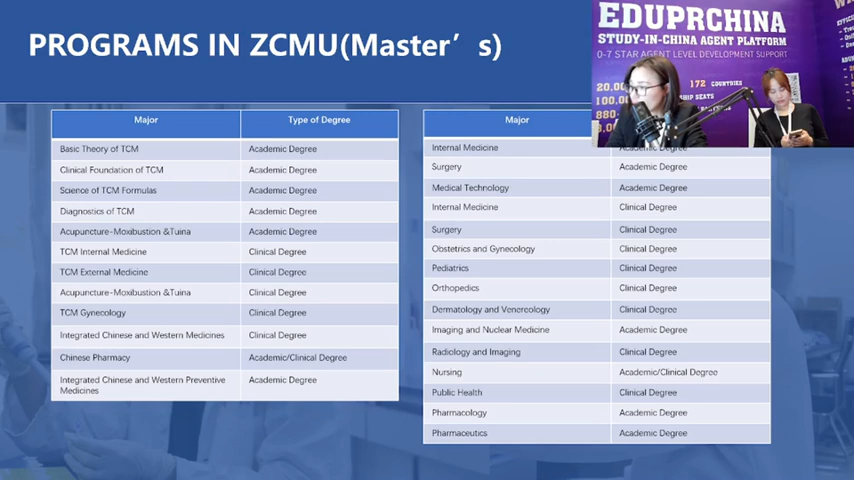 PROGRAMS IN ZCMU(Master's)
EDUPRCHINA
STUDY-IN-CHINA AGENT PLATFORM
0-7 STAR AGENT LEVEL DEVELOPMENT SUPPORT
172 COUNTRIES
SEATS
Major Type of Degree
Basic Theory of TCM Academic Degree
Clinical Foundation of TCM Academic Degree
Science of TCM Formulas Academic Degree
Diagnostics of TCM Academic Degree
Acupuncture-Moxibustion &Tuina Academic Degree
TCM Internal Medicine Clinical Degree
TCM External Medicine Clinical Degree
Acupuncture-Moxibustion &Tuina Clinical Degree
TCM Gynecology Clinical Degree
Integrated Chinese and Western Medicines Clinical Degree
Chinese Pharmacy Academic/Clinical Degree
Integrated Chinese and Western Preventive Academic Degree
Medicines
Major
Internal Medicine Academic Degree
Surgery Academic Degree
Medical Technology Academic Degree
Internal Medicine Clinical Degree
Surgery Clinical Degree
Obstetrics and Gynecology Clinical Degree
Pediatrics Clinical Degree
Orthopedics Clinical Degree
Dermatology and Venereology Clinical Degree
Imaging and Nuclear Medicine Academic Degree
Radiology and Imaging Clinical Degree
Nursing Academic/Clinical Degree
Public Health Clinical Degree
Pharmacology Academic Degree
Pharmaceutics Academic Degree